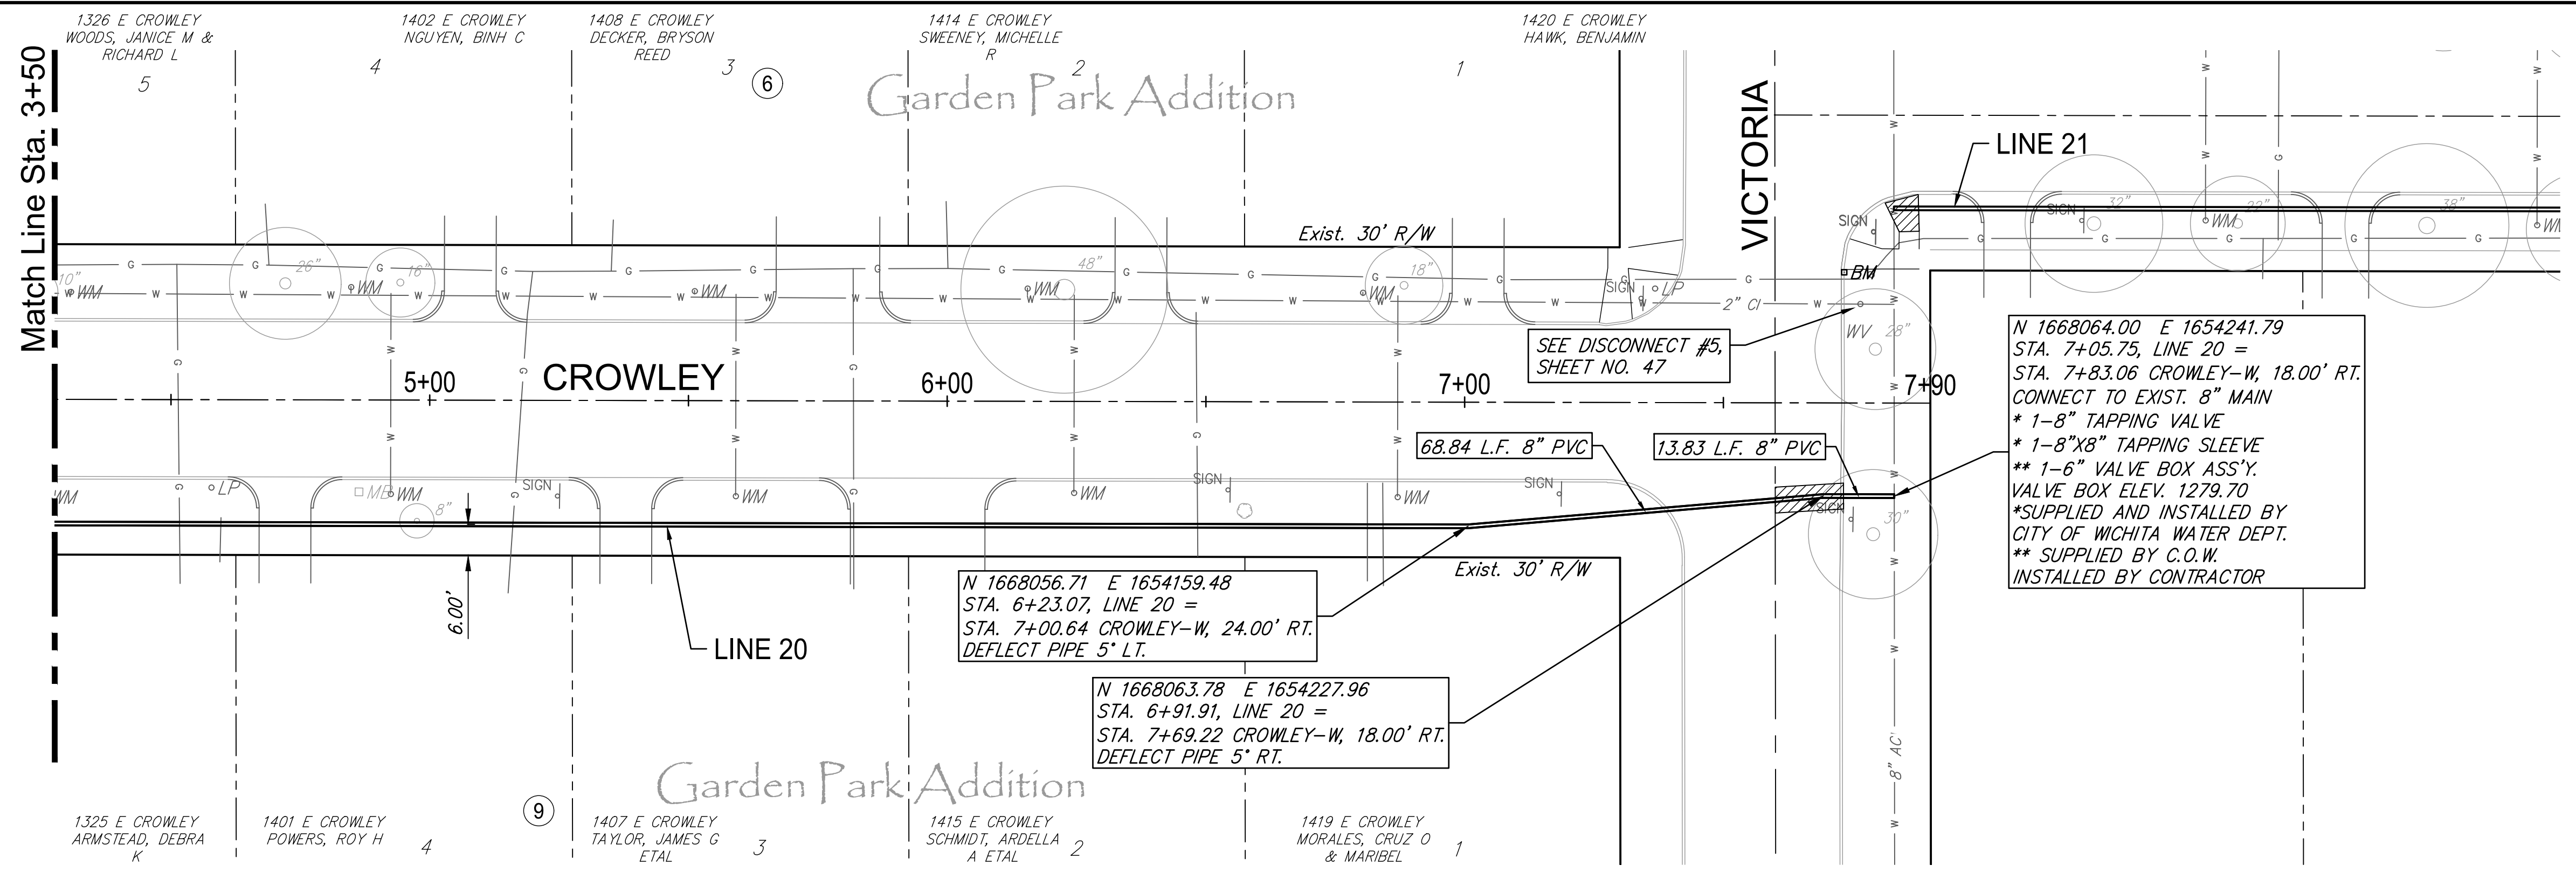 1326 E CROWLEY
WOODS, JANICE M &
RICHARD L
5
1402 E CROWLEY
NGUYEN, BINH C
4
1408 E CROWLEY
DECKER, BRYSON
REED
3
6
1414 E CROWLEY
SWEENEY, MICHELLE
R
2
Garden Park Addition
1420 E CROWLEY
HAWK, BENJAMIN
1
Match Line Sta. 3+50
VICTORIA
LINE 21
Exist. 30' R/W
SIGN
SIGN
32"
WM
22"
38"
WM
10"
WM
26"
WM
16"
WM
48"
WM
WM
18"
SIGN
LP
BM
G G G G G G G G G G G G G G
W W W W W W W W W W W W W
2" CI
WV
28"
SEE DISCONNECT #5,
SHEET NO. 47
CROWLEY
5+00
6+00
7+00
7+90
N 1668064.00 E 1654241.79
STA. 7+05.75, LINE 20 =
STA. 7+83.06 CROWLEY-W, 18.00' RT.
CONNECT TO EXIST. 8" MAIN
* 1-8" TAPPING VALVE
* 1-8"X8" TAPPING SLEEVE
** 1-6" VALVE BOX ASS'Y.
VALVE BOX ELEV. 1279.70
*SUPPLIED AND INSTALLED BY
CITY OF WICHITA WATER DEPT.
** SUPPLIED BY C.O.W.
INSTALLED BY CONTRACTOR
68.84 L.F. 8" PVC
13.83 L.F. 8" PVC
WM
LP
MB
WM
8"
SIGN
WM
WM
SIGN
WM
SIGN
SIGN
30"
6.00'
LINE 20
Exist. 30' R/W
N 1668056.71 E 1654159.48
STA. 6+23.07, LINE 20 =
STA. 7+00.64 CROWLEY-W, 24.00' RT.
DEFLECT PIPE 5° LT.
N 1668063.78 E 1654227.96
STA. 6+91.91, LINE 20 =
STA. 7+69.22 CROWLEY-W, 18.00' RT.
DEFLECT PIPE 5° RT.
8" AC
Garden Park Addition
9
1325 E CROWLEY
ARMSTEAD, DEBRA
K
1401 E CROWLEY
POWERS, ROY H
4
1407 E CROWLEY
TAYLOR, JAMES G
ETAL
3
1415 E CROWLEY
SCHMIDT, ARDELLA
A ETAL
2
1419 E CROWLEY
MORALES, CRUZ O
& MARIBEL
1